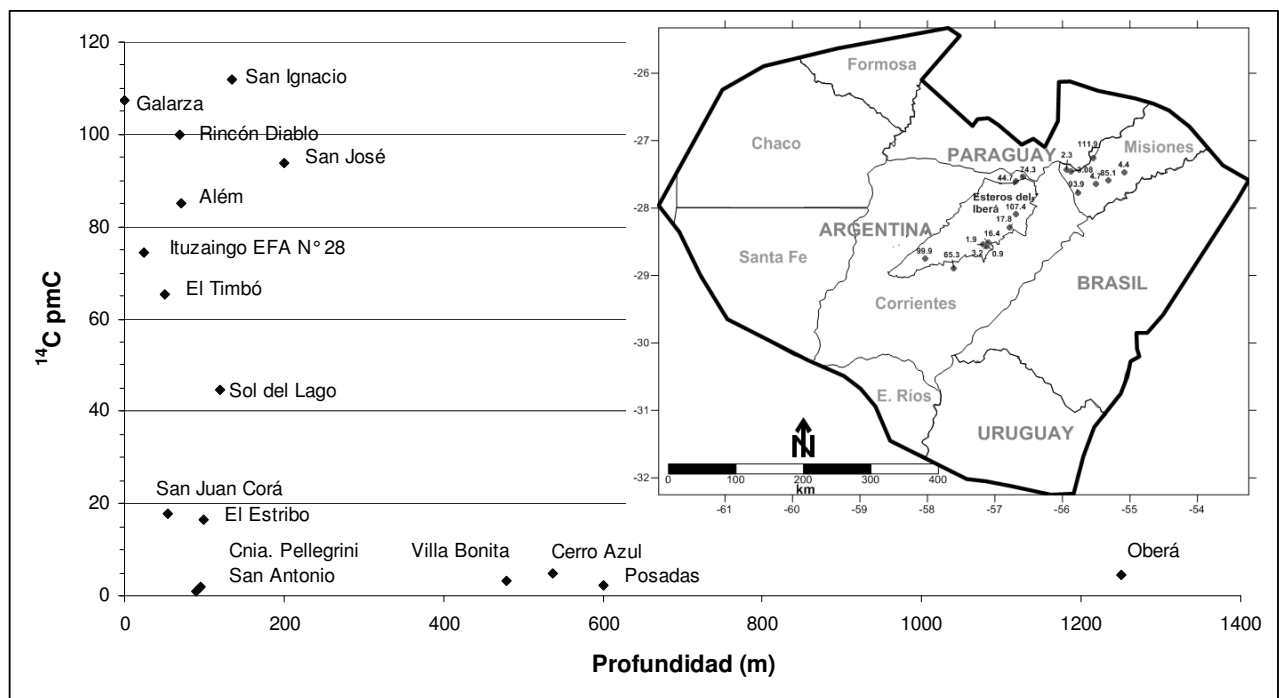 120
100
80
60
40
20
0
¹⁴C pmC
0
200
400
600
800
1000
1200
1400
Profundidad (m)
San Ignacio
Galarza
Rincón Diablo
San José
Além
Ituzaingo EFA N° 28
El Timbó
Sol del Lago
San Juan Corá
El Estribo
Cnia. Pellegrini
San Antonio
Villa Bonita
Cerro Azul
Posadas
Oberá
-26
-27
-28
-29
-30
-31
-32
-61
-60
-59
-58
-57
-56
-55
-54
Formosa
Chaco
PARAGUAY
Misiones
111.9
2.3
3.08
4.4
4.7
85.1
93.9
74.3
44.7
Esteros del
Iberá
107.4
17.8
ARGENTINA
16.4
1.9
3.2
0.9
99.9
65.3
Santa Fe
Corrientes
BRASIL
E. Ríos
URUGUAY
N
0
100
200
300
400
km